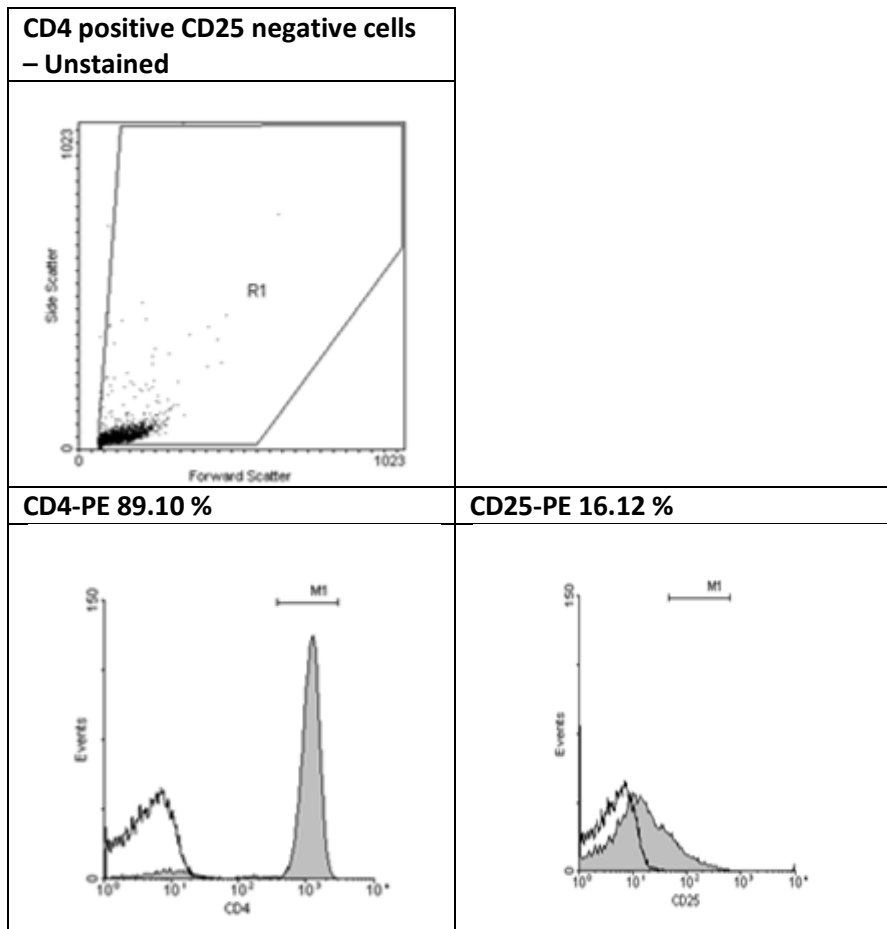 CD4 positive CD25 negative cells
– Unstained
1023
Side Scatter
R1
0
0
1023
Forward Scatter
CD4-PE 89.10 %
CD25-PE 16.12 %
150
M1
Events
0
10⁰
10¹
10²
10³
10⁴
CD4
150
M1
Events
0
10⁰
10¹
10²
10³
10⁴
CD25